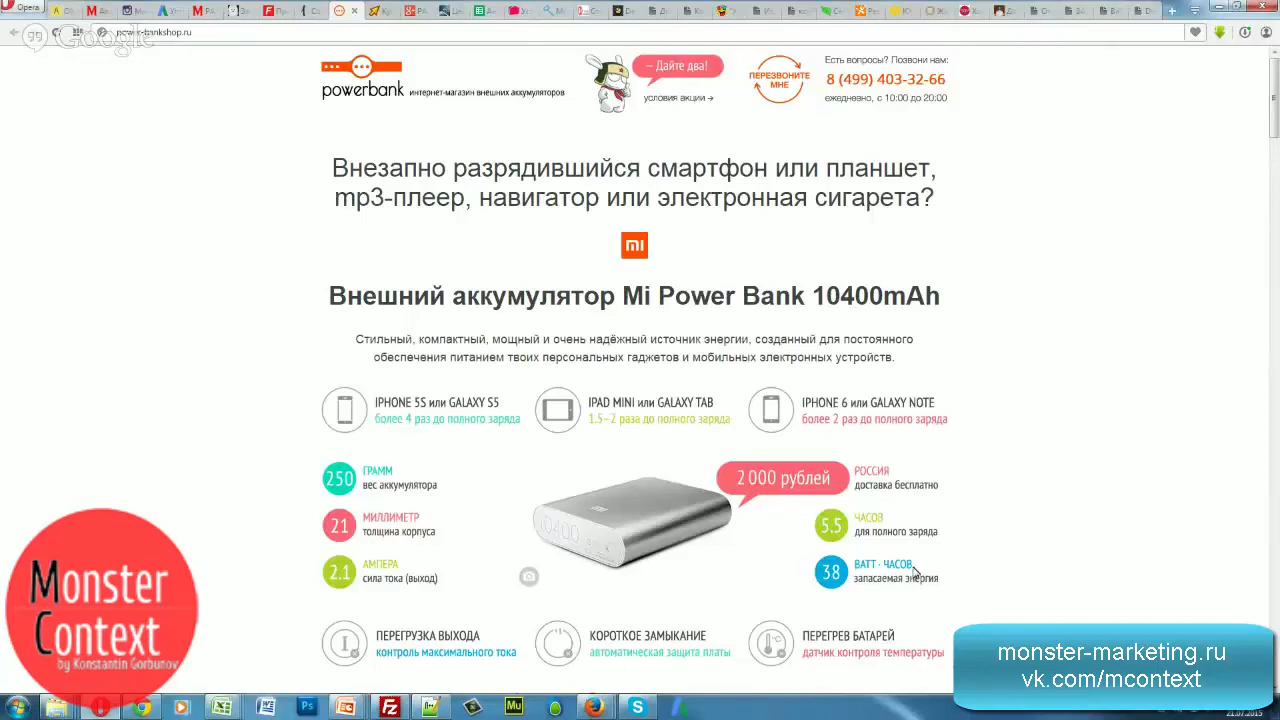 Opera
Google
power-bankshop.ru
powerbank интернет-магазин внешних аккумуляторов
– Дайте два!
условия акции →
ПЕРЕЗВОНИТЕ
МНЕ
Есть вопросы? Позвони нам:
8 (499) 403-32-66
ежедневно, с 10:00 до 20:00
Внезапно разрядившийся смартфон или планшет,
mp3-плеер, навигатор или электронная сигарета?
MI
Внешний аккумулятор Mi Power Bank 10400mAh
Стильный, компактный, мощный и очень надёжный источник энергии, созданный для постоянного
обеспечения питанием твоих персональных гаджетов и мобильных электронных устройств.
IPHONE 5S или GALAXY S5
более 4 раз до полного заряда
IPAD MINI или GALAXY TAB
1.5–2 раза до полного заряда
IPHONE 6 или GALAXY NOTE
более 2 раз до полного заряда
250 ГРАММ
вес аккумулятора
21 МИЛЛИМЕТР
толщина корпуса
2.1 АМПЕРА
сила тока (выход)
10400
2 000 рублей
РОССИЯ
доставка бесплатно
5.5 ЧАСОВ
для полного заряда
38 ВАТТ · ЧАСОВ
запасаемая энергия
ПЕРЕГРУЗКА ВЫХОДА
контроль максимального тока
КОРОТКОЕ ЗАМЫКАНИЕ
автоматическая защита платы
ПЕРЕГРЕВ БАТАРЕЙ
датчик контроля температуры
Monster
Context
by Konstantin Gorbunov
monster-marketing.ru
vk.com/mcontext
21.07.2015